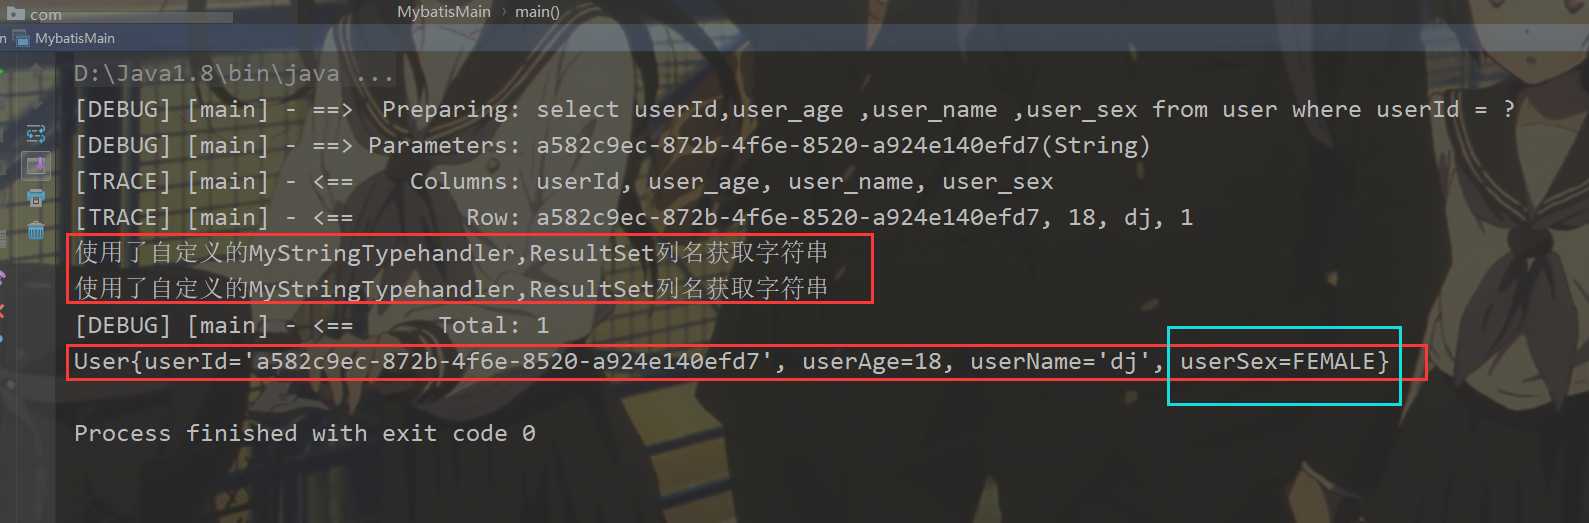 com
MybatisMain › main()
n MybatisMain
D:\Java1.8\bin\java ...
[DEBUG] [main] - ==>  Preparing: select userId,user_age ,user_name ,user_sex from user where userId = ?
[DEBUG] [main] - ==> Parameters: a582c9ec-872b-4f6e-8520-a924e140efd7(String)
[TRACE] [main] - <==    Columns: userId, user_age, user_name, user_sex
[TRACE] [main] - <==        Row: a582c9ec-872b-4f6e-8520-a924e140efd7, 18, dj, 1
使用了自定义的MyStringTypehandler,ResultSet列名获取字符串
使用了自定义的MyStringTypehandler,ResultSet列名获取字符串
[DEBUG] [main] - <==      Total: 1
User{userId='a582c9ec-872b-4f6e-8520-a924e140efd7', userAge=18, userName='dj', userSex=FEMALE}
Process finished with exit code 0